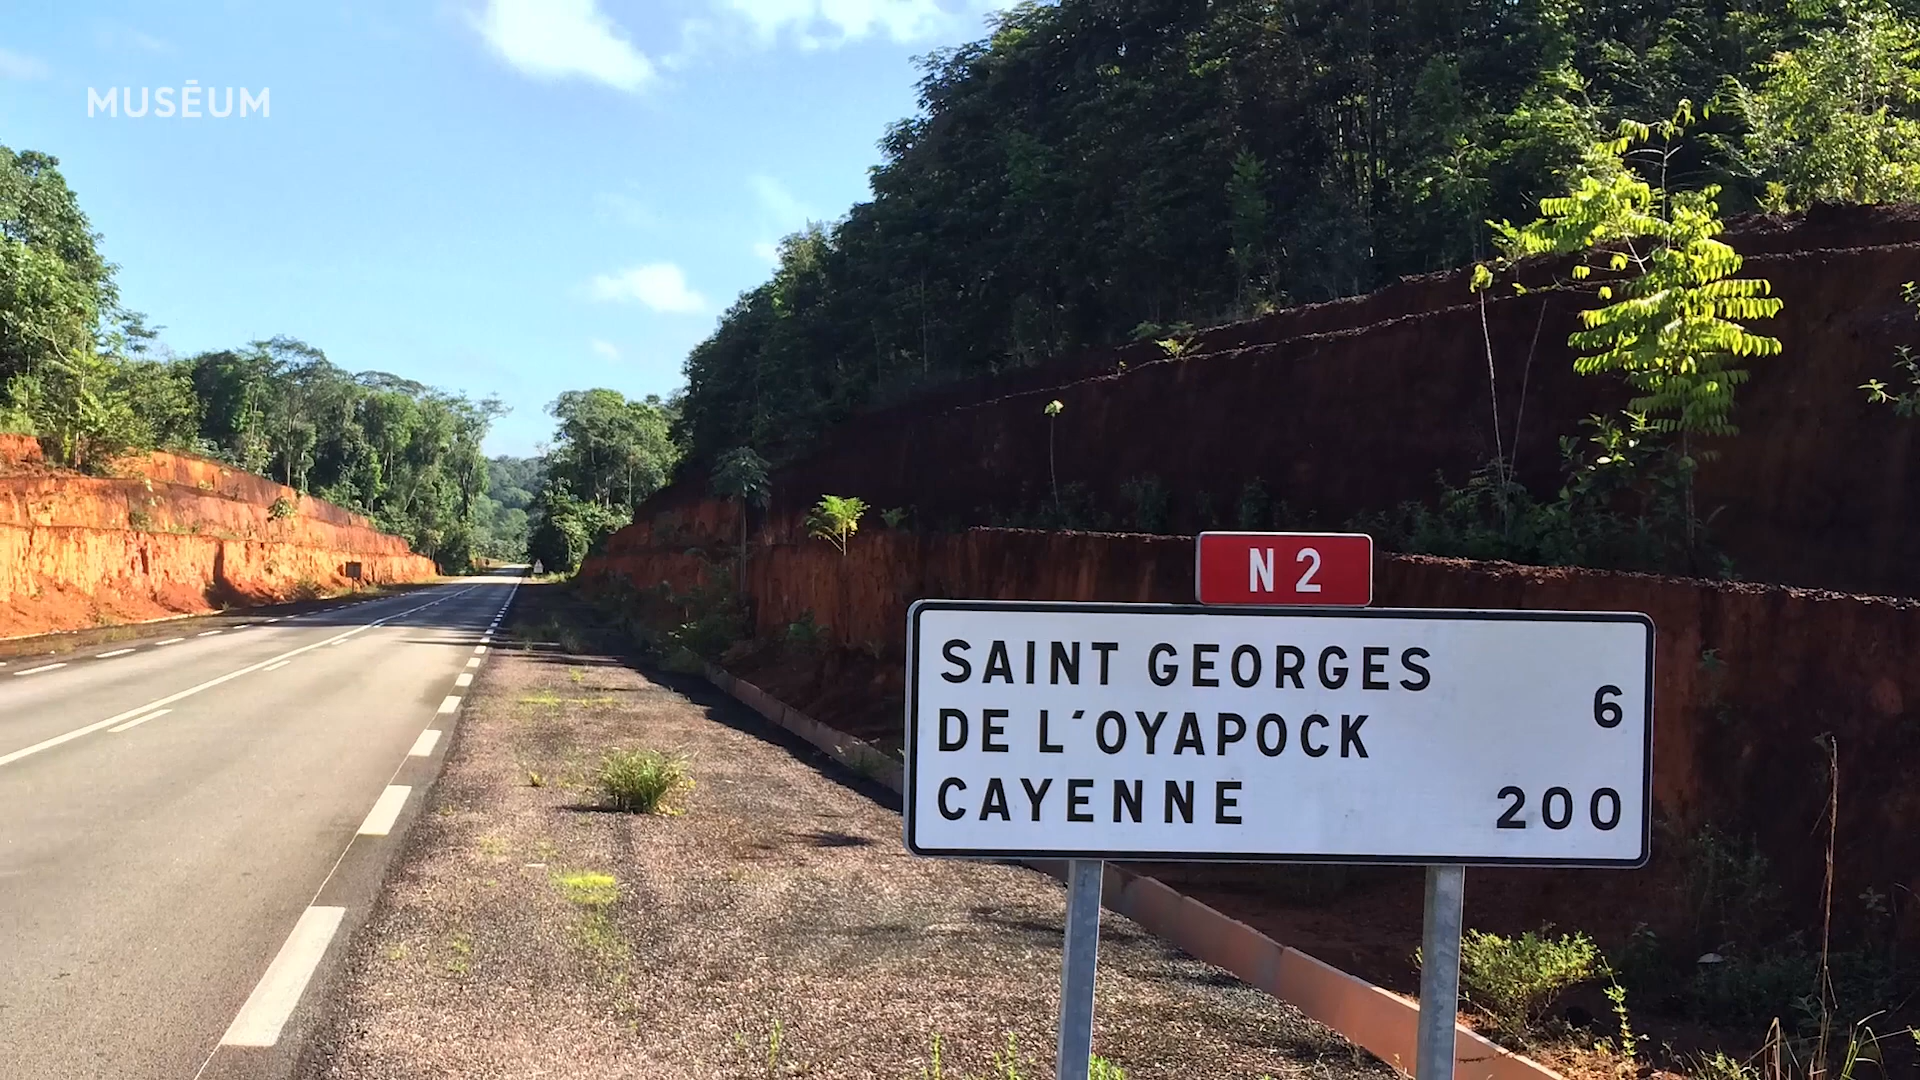 MUSĒUM
N 2
SAINT GEORGES
DE L'OYAPOCK 6
CAYENNE 200